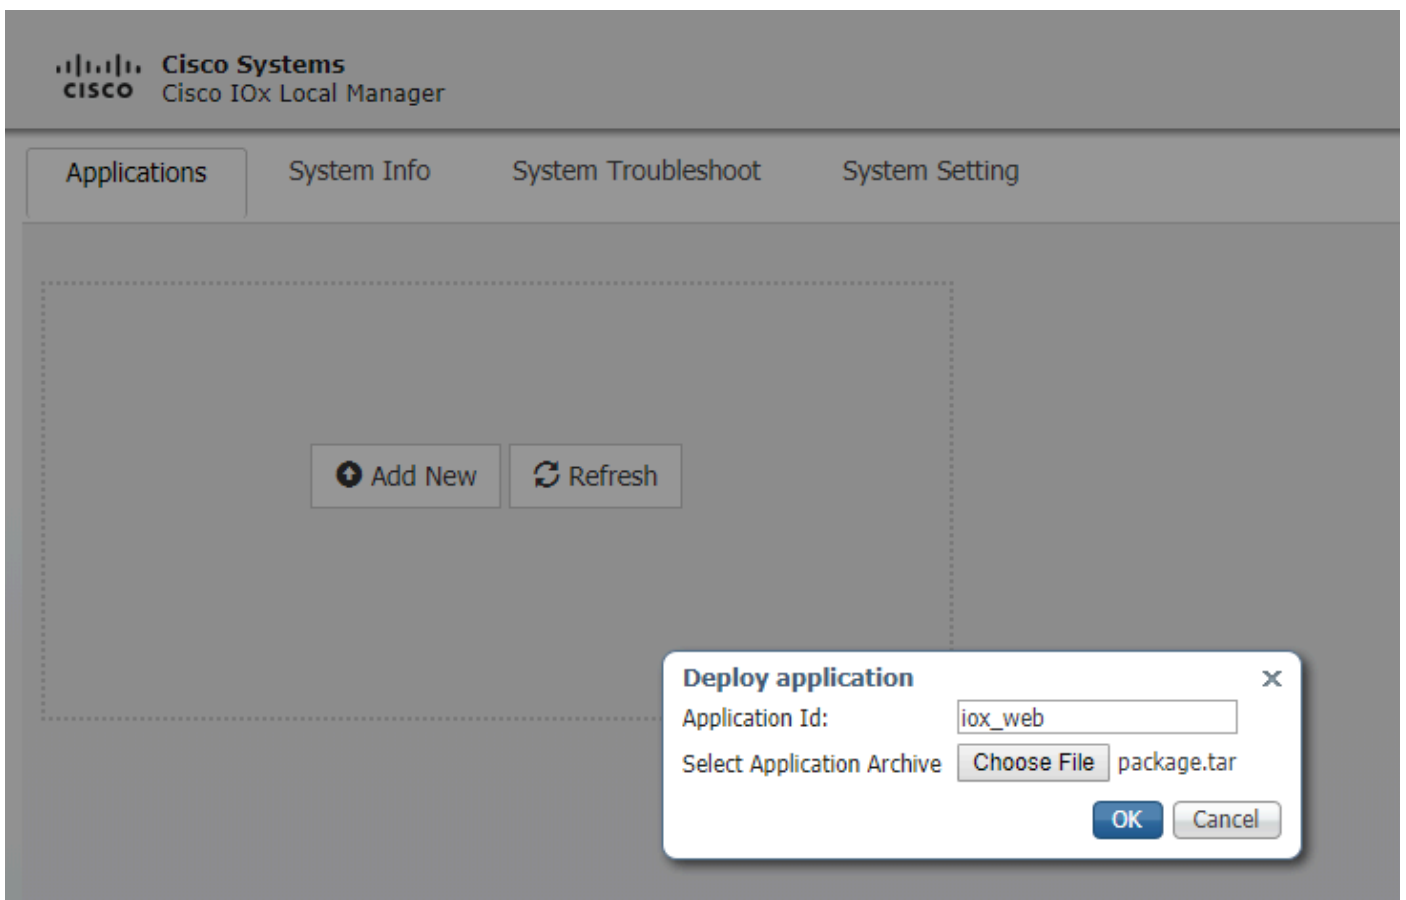 Cisco Systems
CISCO Cisco IOx Local Manager
Applications System Info System Troubleshoot System Setting
Add New Refresh
Deploy application x
Application Id: iox_web
Select Application Archive Choose File package.tar
OK Cancel